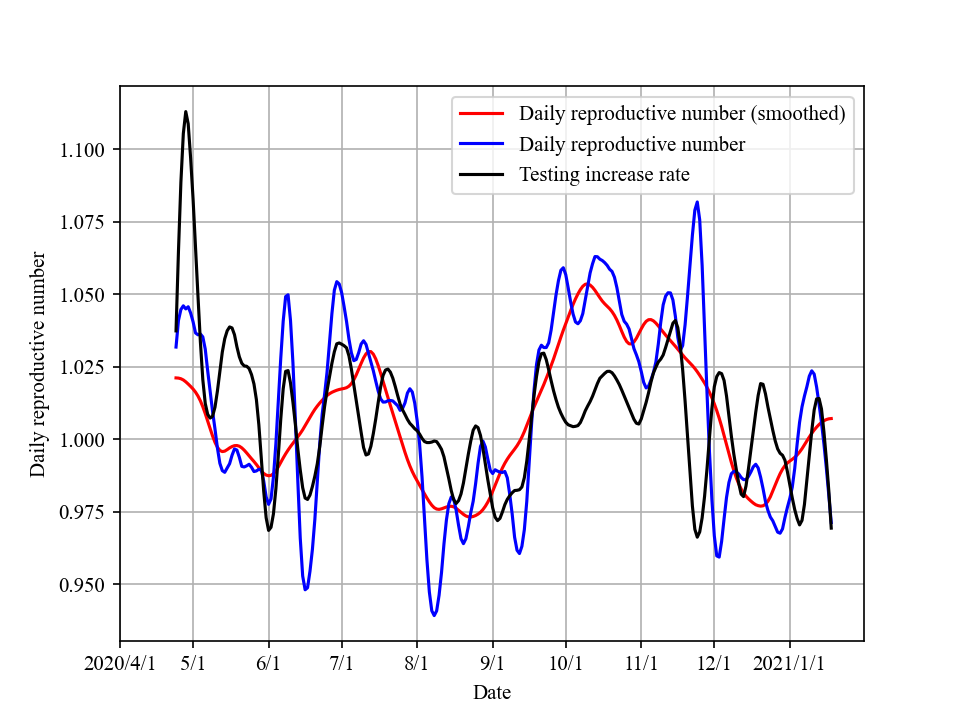 Daily reproductive number (smoothed)
Daily reproductive number
Testing increase rate
Daily reproductive number
1.100
1.075
1.050
1.025
1.000
0.975
0.950
2020/4/1 5/1 6/1 7/1 8/1 9/1 10/1 11/1 12/1 2021/1/1
Date